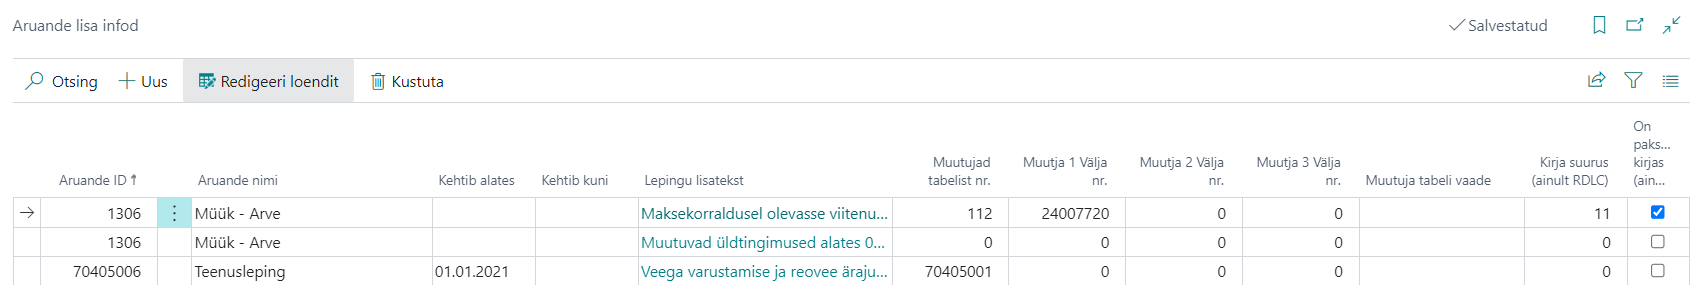 Aruande lisa infod
Salvestatud
Otsing Uus Redigeeri loendit Kustuta
Aruande ID ↑ Aruande nimi Kehtib alates Kehtib kuni Lepingu lisatekst Muutujad tabelist nr. Muutja 1 Välja nr. Muutja 2 Välja nr. Muutja 3 Välja nr. Muutuja tabeli vaade Kirja suurus (ainult RDLC) On paks... kirjas (ain...
1306 Müük - Arve Maksekorraldusel olevasse viitenu... 112 24007720 0 0 11
1306 Müük - Arve Muutuvad üldtingimused alates 0... 0 0 0 0 0
70405006 Teenusleping 01.01.2021 Veega varustamise ja reovee äraju... 70405001 0 0 0 0